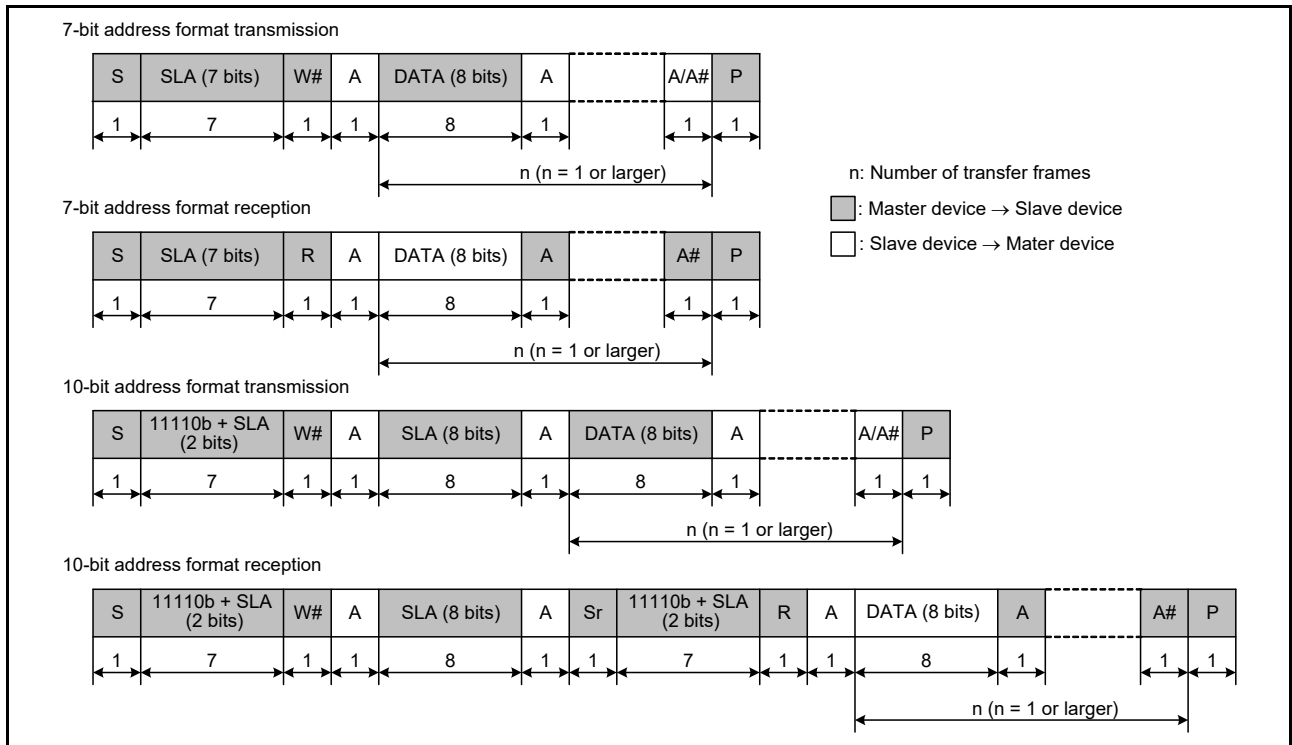 7-bit address format transmission
S SLA (7 bits) W# A DATA (8 bits) A A/A# P
1 7 1 1 8 1 1 1
n (n = 1 or larger)
n: Number of transfer frames
: Master device → Slave device
: Slave device → Mater device
7-bit address format reception
S SLA (7 bits) R A DATA (8 bits) A A# P
1 7 1 1 8 1 1 1
n (n = 1 or larger)
10-bit address format transmission
S 11110b + SLA (2 bits) W# A SLA (8 bits) A DATA (8 bits) A A/A# P
1 7 1 1 8 1 8 1 1 1
n (n = 1 or larger)
10-bit address format reception
S 11110b + SLA (2 bits) W# A SLA (8 bits) A Sr 11110b + SLA (2 bits) R A DATA (8 bits) A A# P
1 7 1 1 8 1 1 7 1 1 8 1 1 1
n (n = 1 or larger)